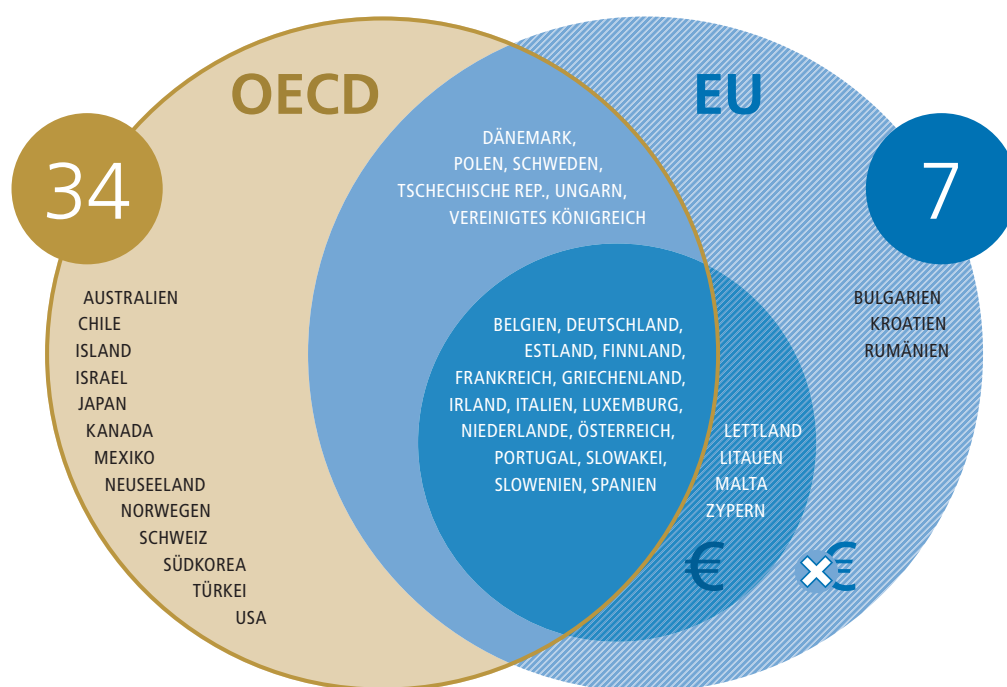 OECD
EU
34
7
DÄNEMARK,
POLEN, SCHWEDEN,
TSCHECHISCHE REP., UNGARN,
VEREINIGTES KÖNIGREICH
AUSTRALIEN
CHILE
ISLAND
ISRAEL
JAPAN
KANADA
MEXIKO
NEUSEELAND
NORWEGEN
SCHWEIZ
SÜDKOREA
TÜRKEI
USA
BELGIEN, DEUTSCHLAND,
ESTLAND, FINNLAND,
FRANKREICH, GRIECHENLAND,
IRLAND, ITALIEN, LUXEMBURG,
NIEDERLANDE, ÖSTERREICH,
PORTUGAL, SLOWAKEI,
SLOWENIEN, SPANIEN
LETTLAND
LITAUEN
MALTA
ZYPERN
BULGARIEN
KROATIEN
RUMÄNIEN
€
€